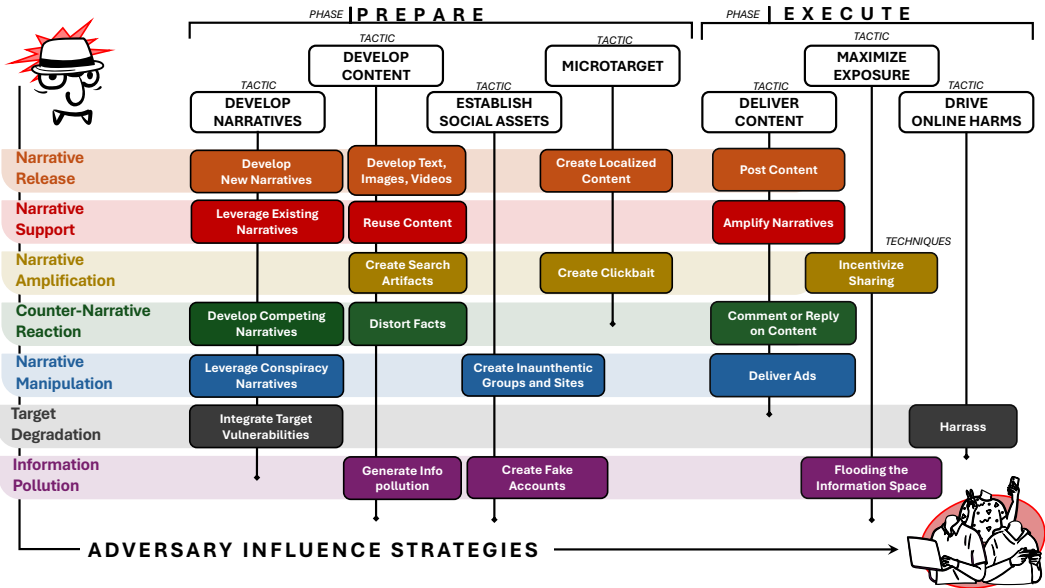 PHASE PREPARE
PHASE EXECUTE
TACTIC
DEVELOP
NARRATIVES
TACTIC
DEVELOP
CONTENT
TACTIC
ESTABLISH
SOCIAL ASSETS
TACTIC
MICROTARGET
TACTIC
DELIVER
CONTENT
TACTIC
MAXIMIZE
EXPOSURE
TACTIC
DRIVE
ONLINE HARMS
Narrative
Release
Develop
New Narratives
Develop Text,
Images, Videos
Create Localized
Content
Post Content
Narrative
Support
Leverage Existing
Narratives
Reuse Content
Amplify Narratives
TECHNIQUES
Narrative
Amplification
Create Search
Artifacts
Create Clickbait
Incentivize
Sharing
Counter-Narrative
Reaction
Develop Competing
Narratives
Distort Facts
Comment or Reply
on Content
Narrative
Manipulation
Leverage Conspiracy
Narratives
Create Inaunthentic
Groups and Sites
Deliver Ads
Target
Degradation
Integrate Target
Vulnerabilities
Harrass
Information
Pollution
Generate Info
pollution
Create Fake
Accounts
Flooding the
Information Space
ADVERSARY INFLUENCE STRATEGIES